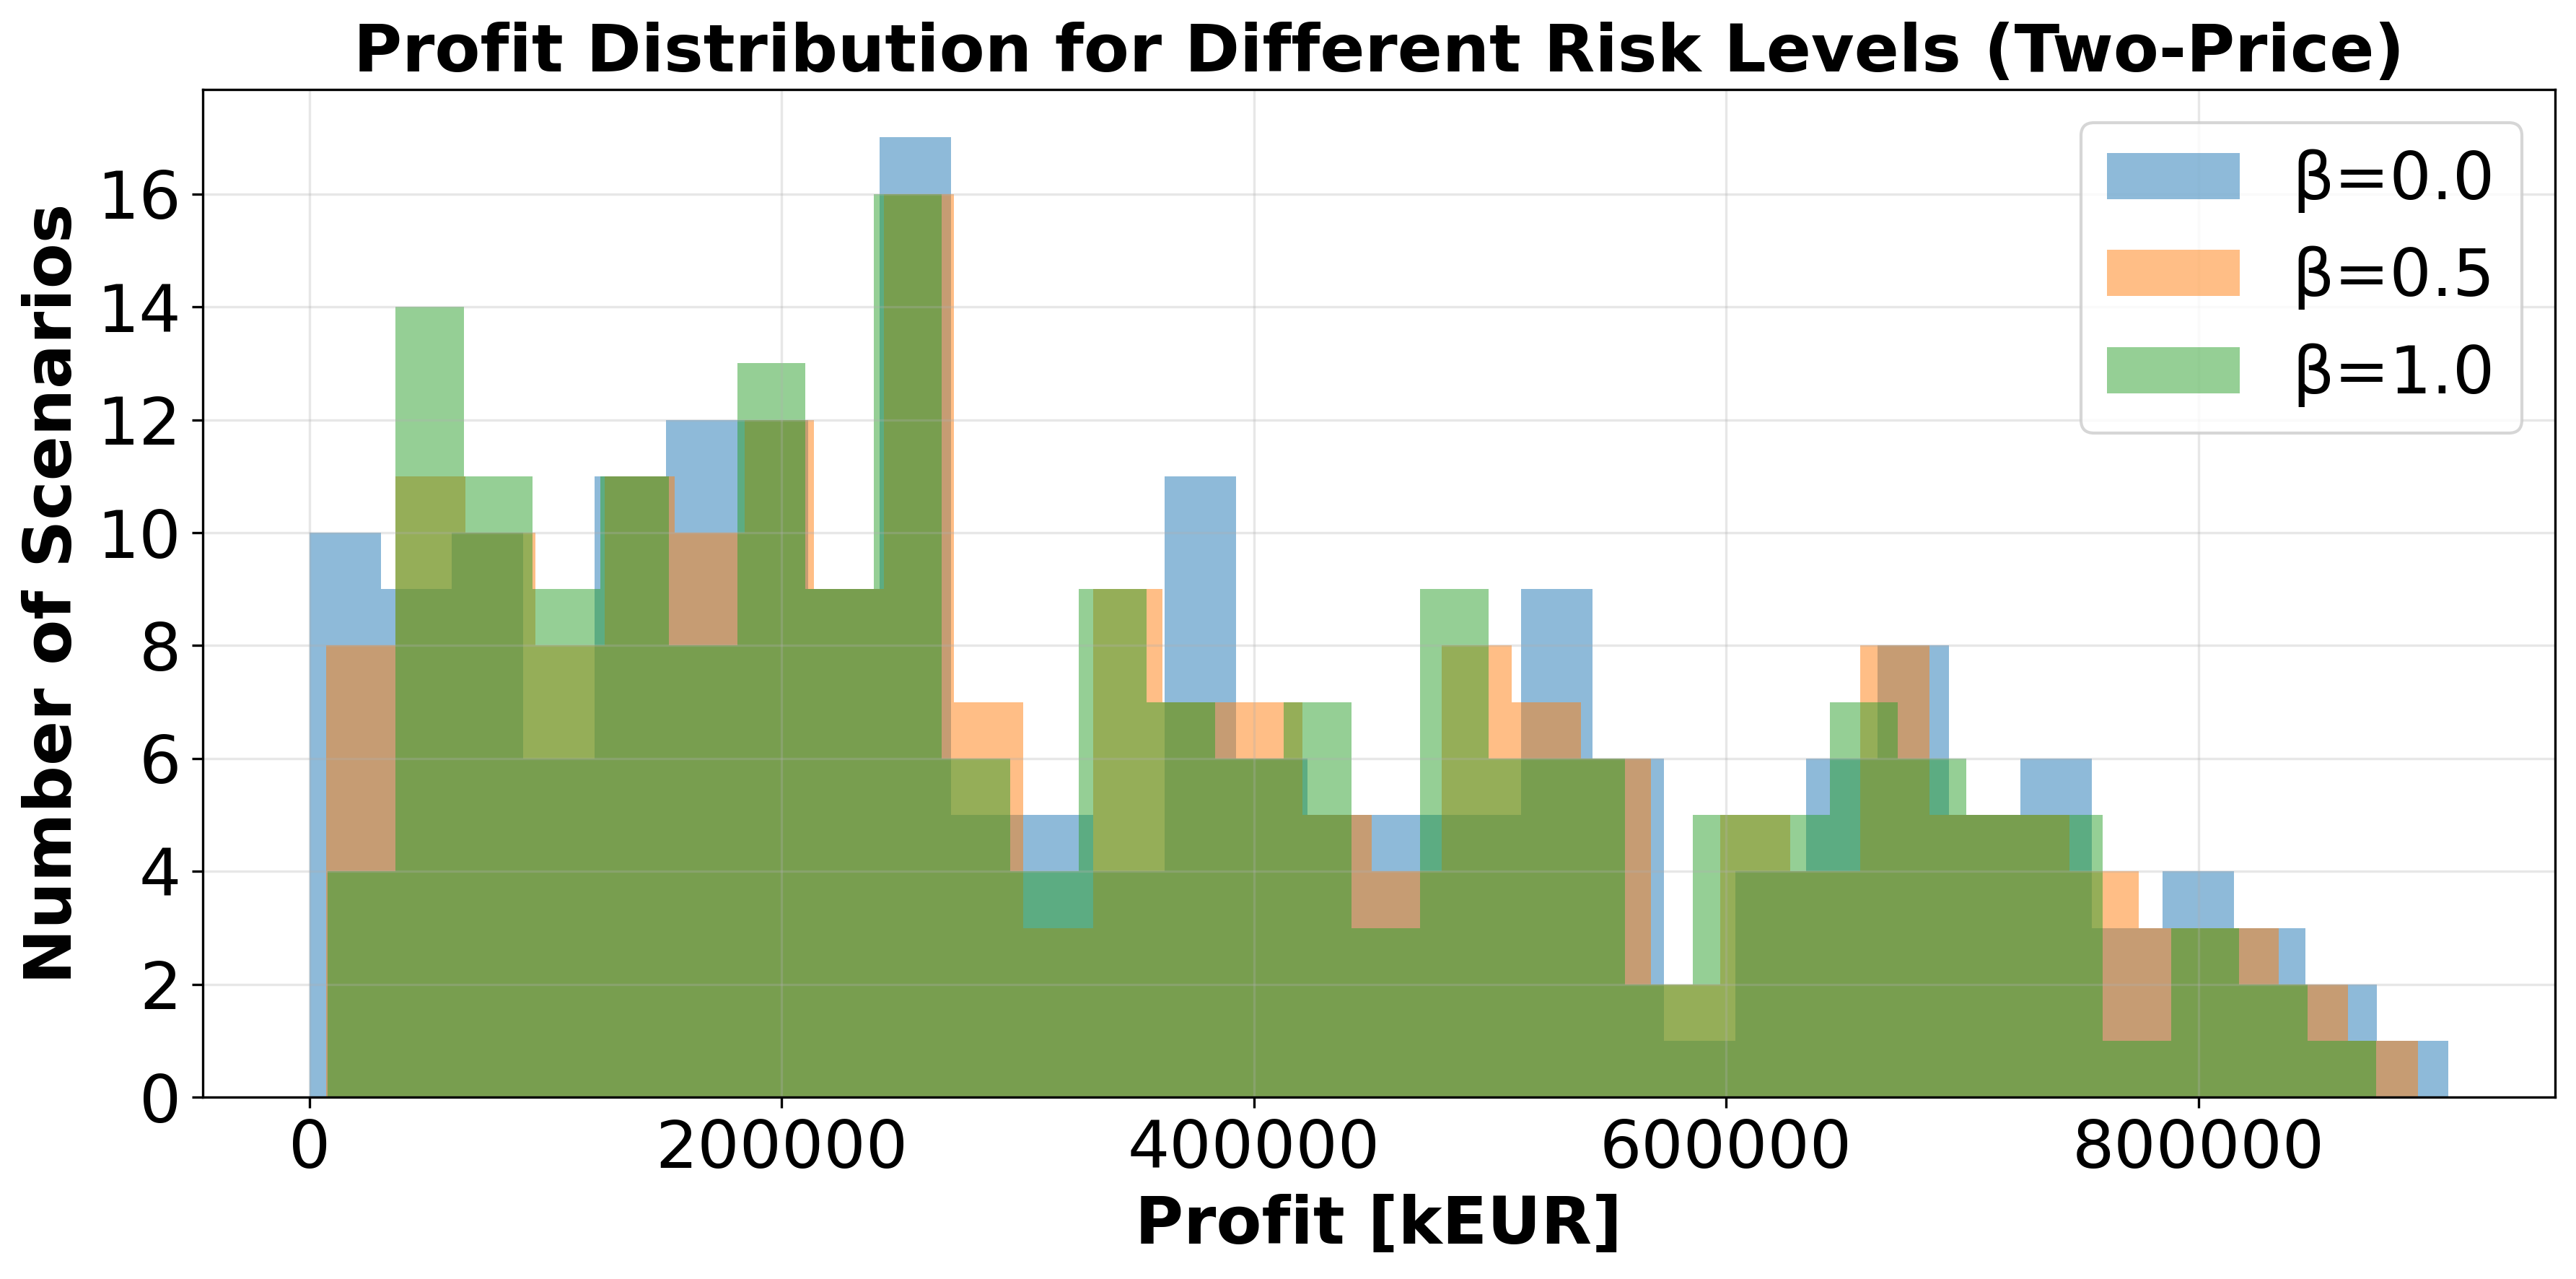 Profit Distribution for Different Risk Levels (Two-Price)
β=0.0
β=0.5
β=1.0
Number of Scenarios
16
14
12
10
8
6
4
2
0
0 200000 400000 600000 800000
Profit [kEUR]